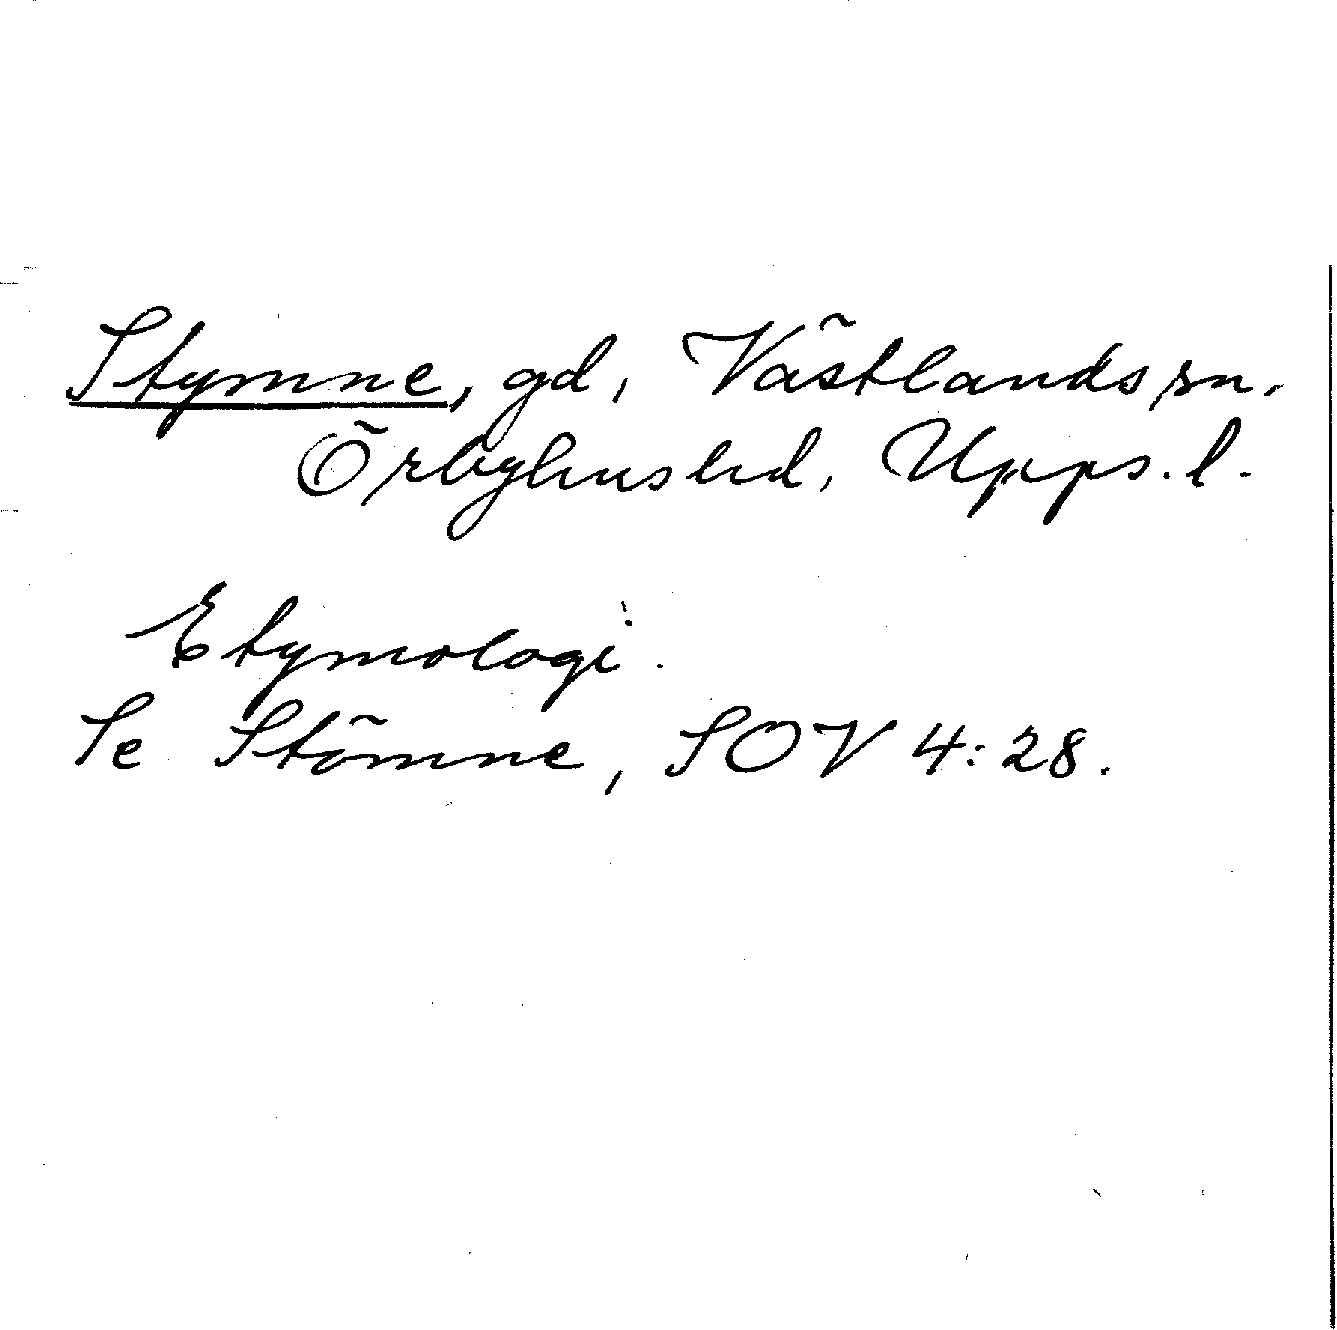 Stymne, gd, Västlands sn.
Örbyhus hd, Upps. l.
Etymologi.
Se Stömne, SOV 4:28.